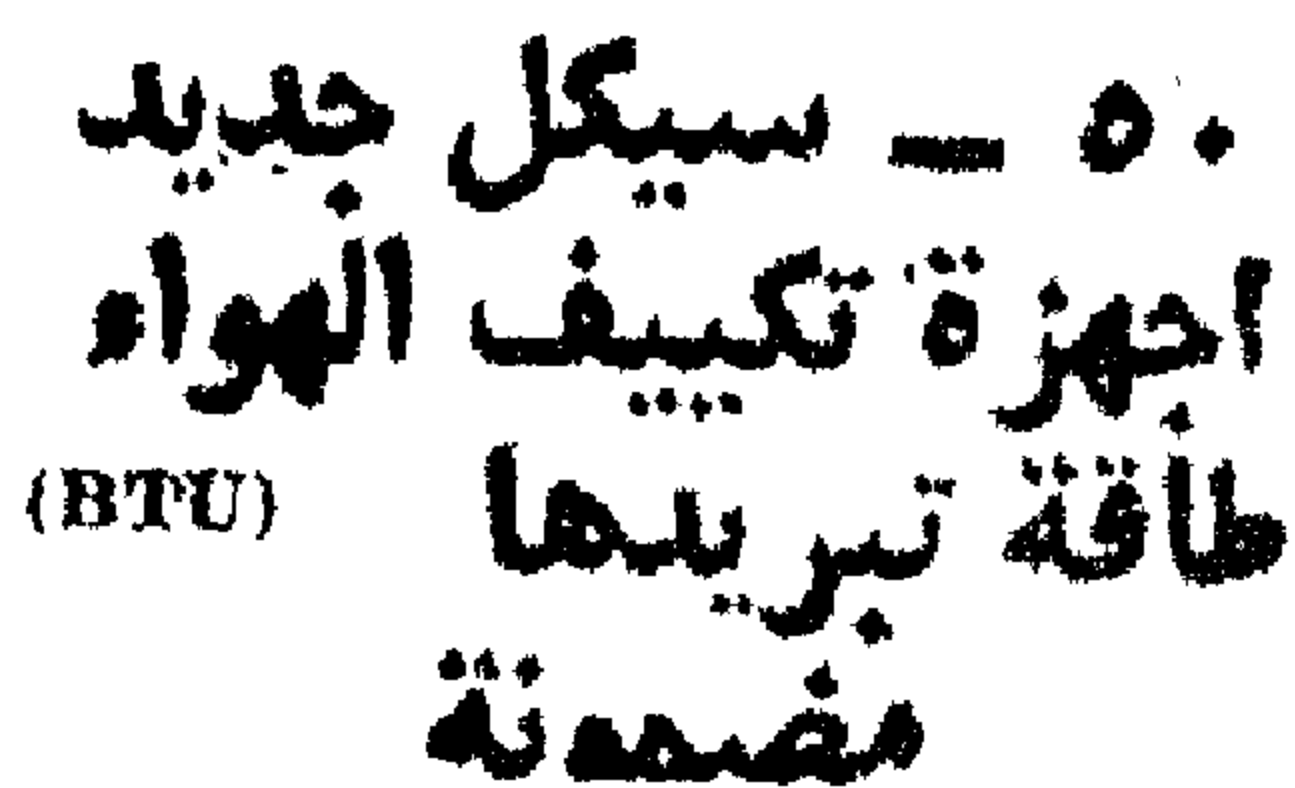 ٥٠ ـ سيكل جديد
اجهزة تكييف الهواء
طاقة تبريدها (BTU)
مضمونة